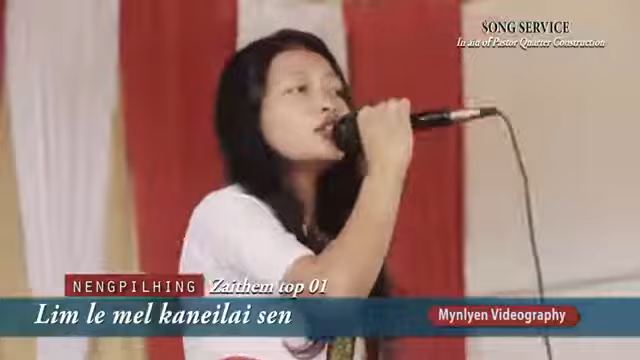 SONG SERVICE
In aid of Pastor Quarter Construction
NENGPILHING Zaithem top 01
Lim le mel kaneilai sen
Mynlyen Videography